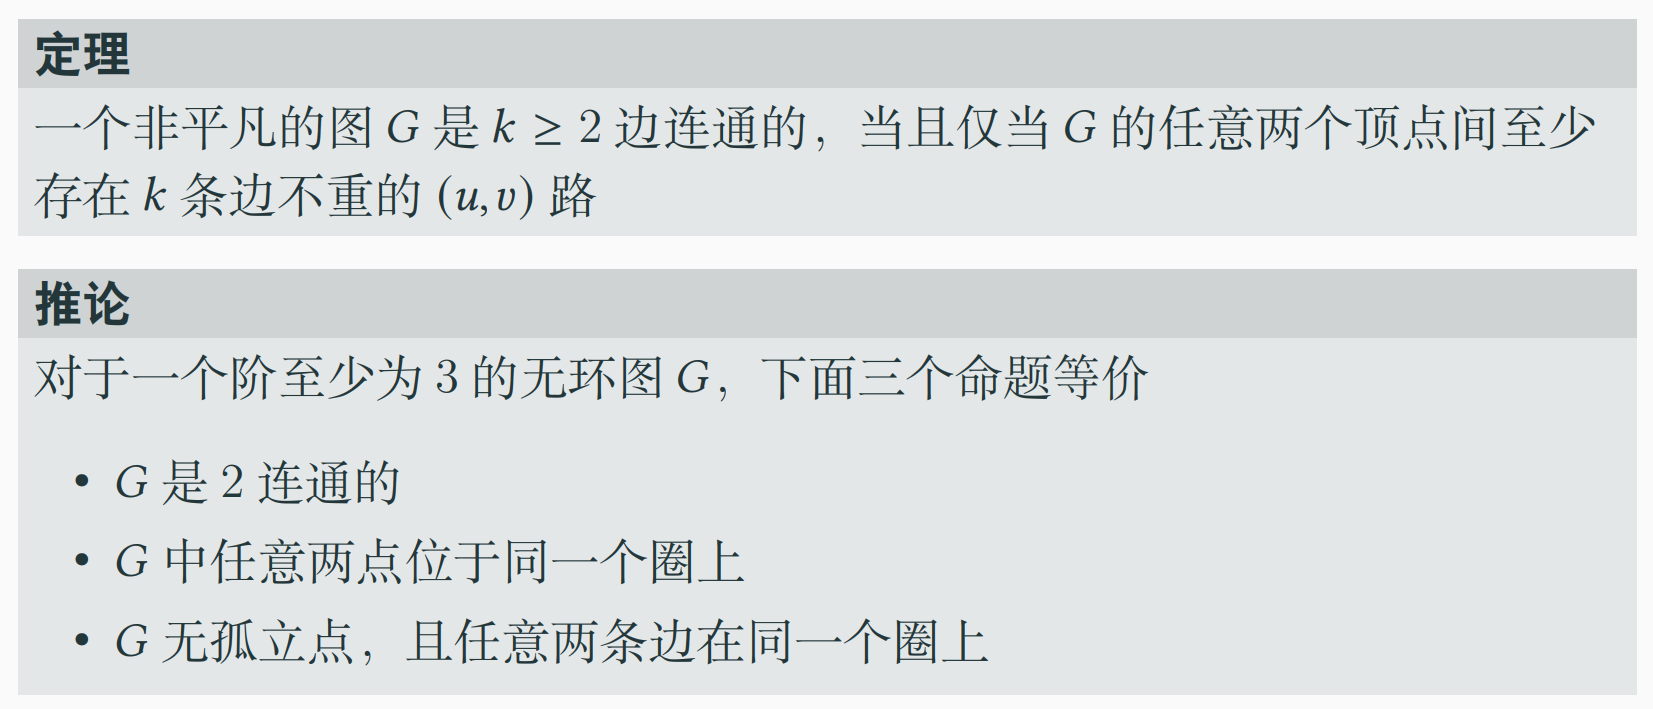 定理
一个非平凡的图 G 是 k ≥ 2 边连通的，当且仅当 G 的任意两个顶点间至少
存在 k 条边不重的 (u, v) 路
推论
对于一个阶至少为 3 的无环图 G，下面三个命题等价
• G 是 2 连通的
• G 中任意两点位于同一个圈上
• G 无孤立点，且任意两条边在同一个圈上